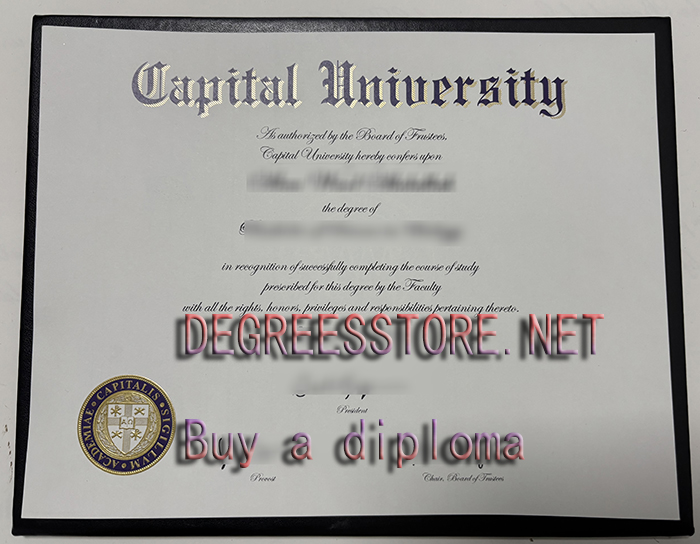 Capital University
As authorized by the Board of Trustees,
Capital University hereby confers upon
the degree of
in recognition of successfully completing the course of study
prescribed for this degree by the Faculty
with all the rights, honors, privileges and responsibilities pertaining thereto.
DEGREESSTORE.NET
President
ACADEMIAE • CAPITALIS • SIGILLVM
ΑΩ
Buy a diploma
Provost
Chair, Board of Trustees